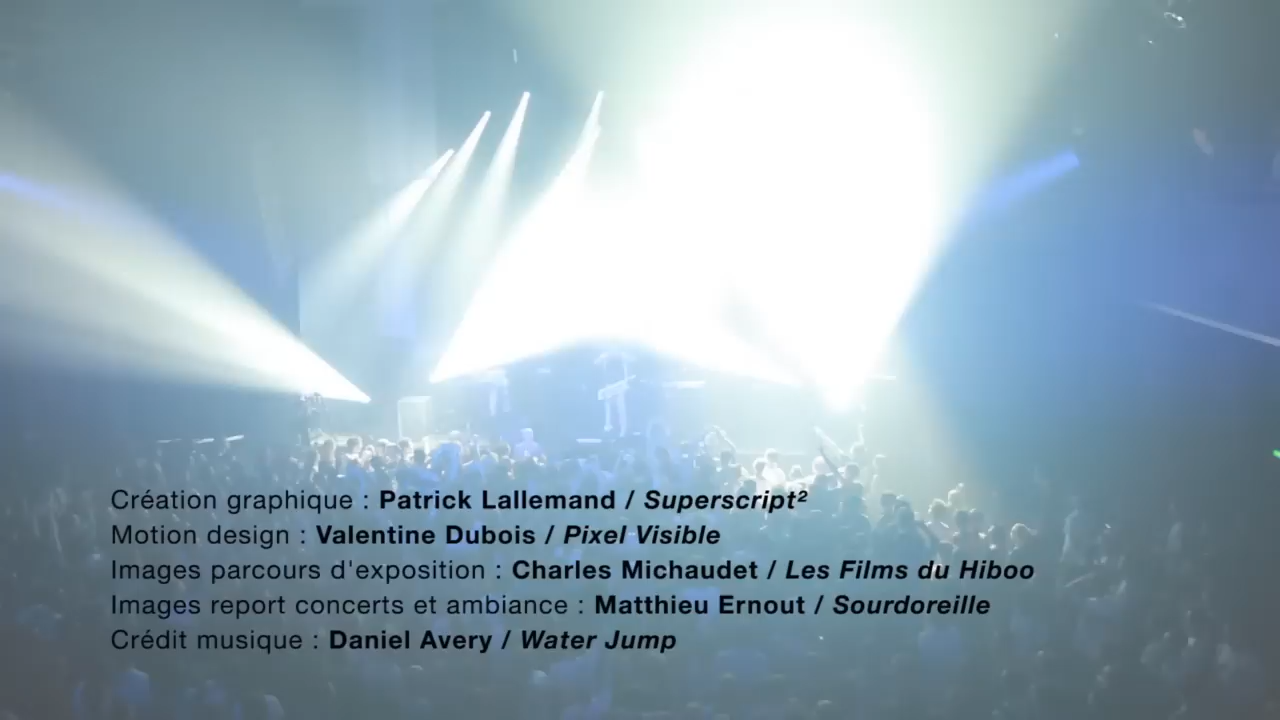 Création graphique : Patrick Lallemand / Superscript²
Motion design : Valentine Dubois / Pixel Visible
Images parcours d'exposition : Charles Michaudet / Les Films du Hiboo
Images report concerts et ambiance : Matthieu Ernout / Sourdoreille
Crédit musique : Daniel Avery / Water Jump